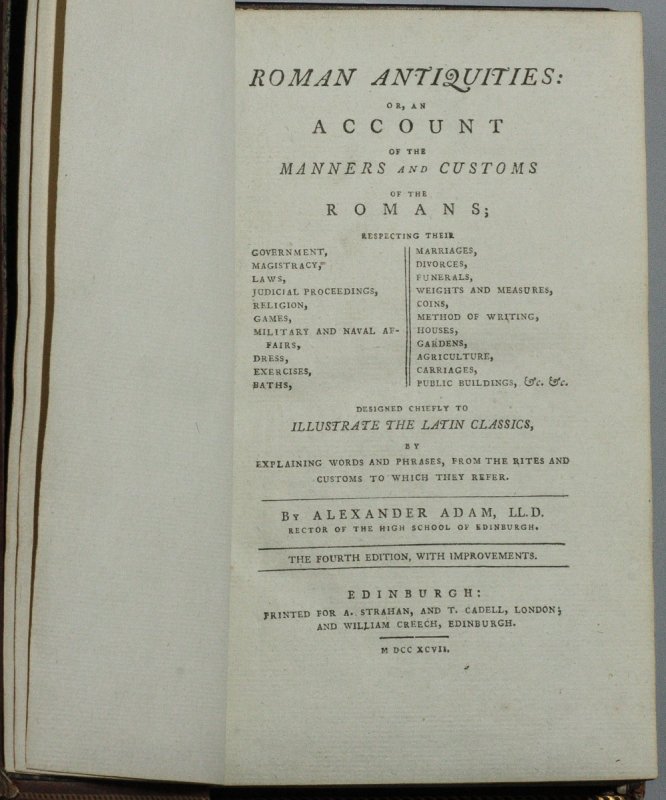 ROMAN ANTIQUITIES:
OR, AN
ACCOUNT
OF THE
MANNERS AND CUSTOMS
OF THE
ROMANS;
RESPECTING THEIR
GOVERNMENT,
MAGISTRACY,
LAWS,
JUDICIAL PROCEEDINGS,
RELIGION,
GAMES,
MILITARY AND NAVAL AF-
FAIRS,
DRESS,
EXERCISES,
BATHS,
MARRIAGES,
DIVORCES,
FUNERALS,
WEIGHTS AND MEASURES,
COINS,
METHOD OF WRITING,
HOUSES,
GARDENS,
AGRICULTURE,
CARRIAGES,
PUBLIC BUILDINGS, &c. &c.
DESIGNED CHIEFLY TO
ILLUSTRATE THE LATIN CLASSICS,
BY
EXPLAINING WORDS AND PHRASES, FROM THE RITES AND
CUSTOMS TO WHICH THEY REFER.
BY ALEXANDER ADAM, LL.D.
RECTOR OF THE HIGH SCHOOL OF EDINBURGH.
THE FOURTH EDITION, WITH IMPROVEMENTS.
EDINBURGH:
PRINTED FOR A. STRAHAN, AND T. CADELL, LONDON;
AND WILLIAM CREECH, EDINBURGH.
M DCC XCVII.